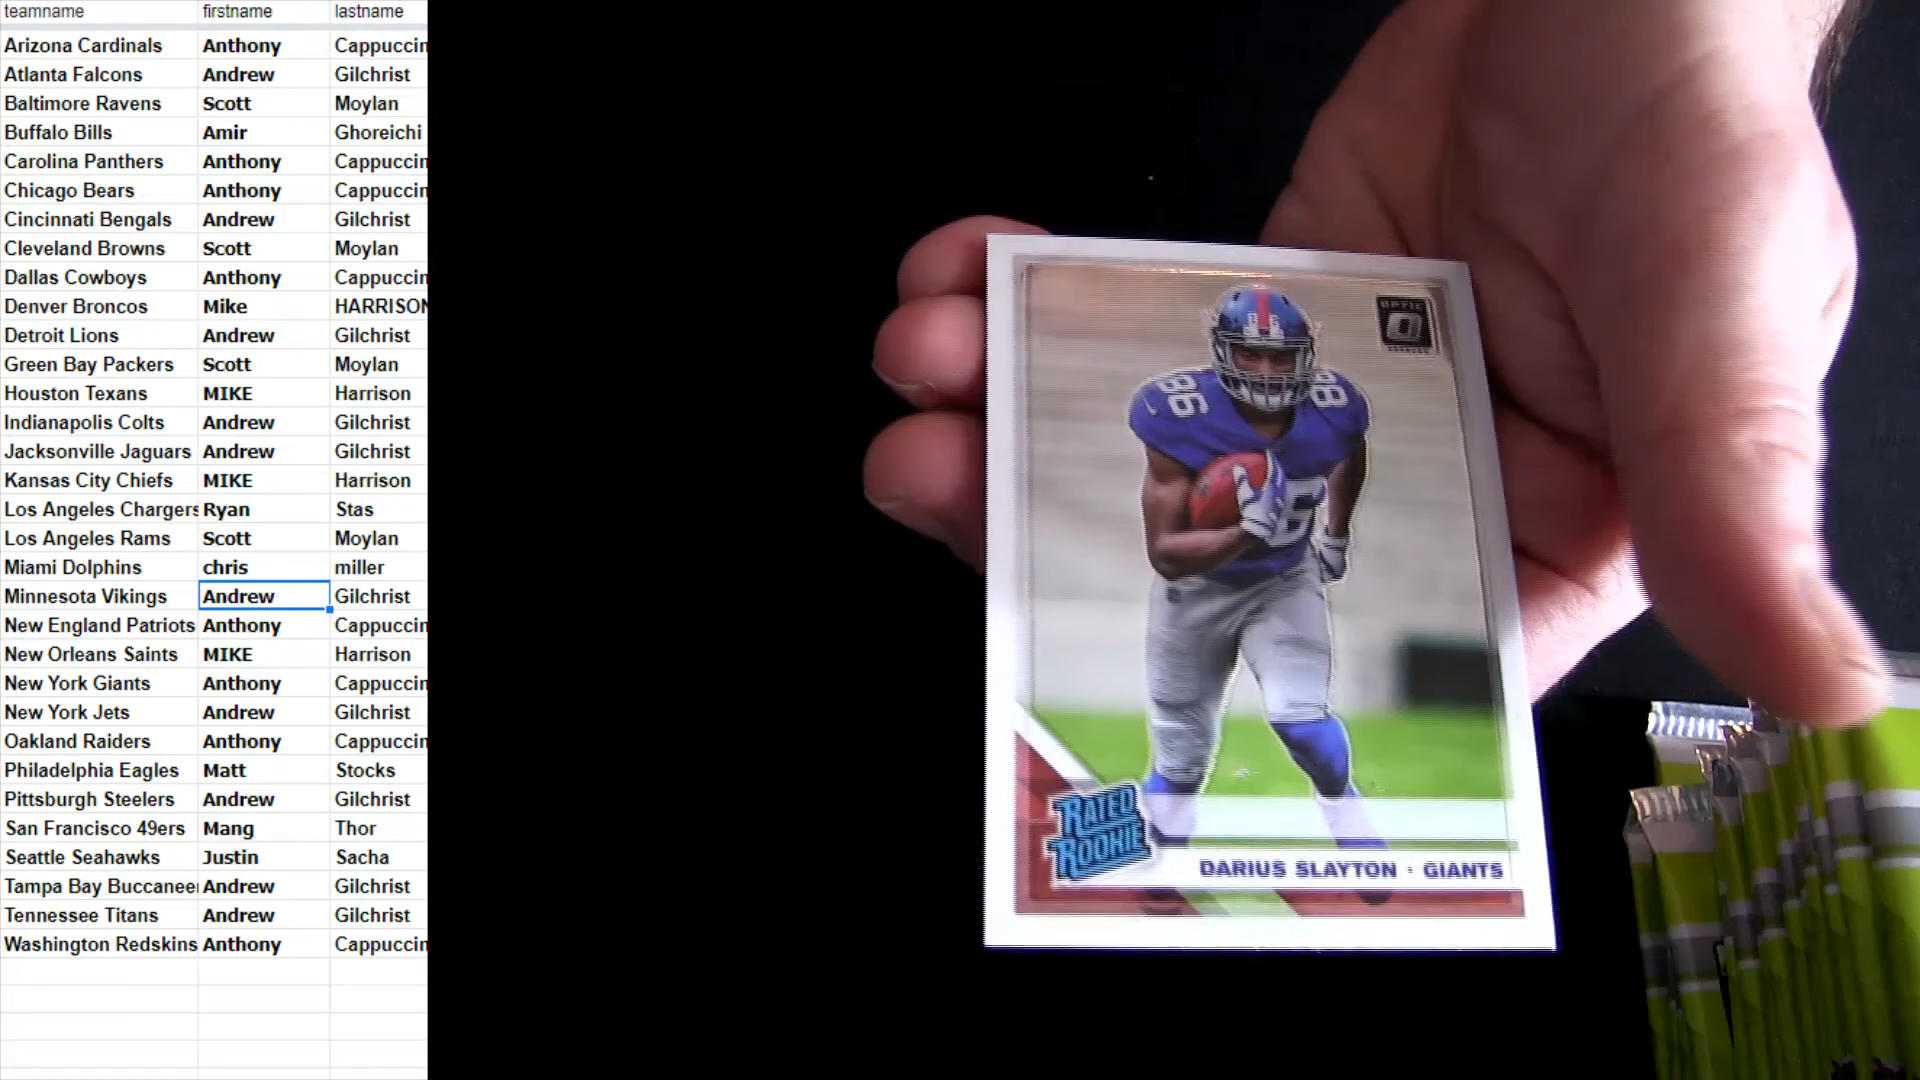 teamname firstname lastname
Arizona Cardinals Anthony Cappuccin
Atlanta Falcons Andrew Gilchrist
Baltimore Ravens Scott Moylan
Buffalo Bills Amir Ghoreichi
Carolina Panthers Anthony Cappuccin
Chicago Bears Anthony Cappuccin
Cincinnati Bengals Andrew Gilchrist
Cleveland Browns Scott Moylan
Dallas Cowboys Anthony Cappuccin
Denver Broncos Mike HARRISON
Detroit Lions Andrew Gilchrist
Green Bay Packers Scott Moylan
Houston Texans MIKE Harrison
Indianapolis Colts Andrew Gilchrist
Jacksonville Jaguars Andrew Gilchrist
Kansas City Chiefs MIKE Harrison
Los Angeles Chargers Ryan Stas
Los Angeles Rams Scott Moylan
Miami Dolphins chris miller
Minnesota Vikings Andrew Gilchrist
New England Patriots Anthony Cappuccin
New Orleans Saints MIKE Harrison
New York Giants Anthony Cappuccin
New York Jets Andrew Gilchrist
Oakland Raiders Anthony Cappuccin
Philadelphia Eagles Matt Stocks
Pittsburgh Steelers Andrew Gilchrist
San Francisco 49ers Mang Thor
Seattle Seahawks Justin Sacha
Tampa Bay Buccanee Andrew Gilchrist
Tennessee Titans Andrew Gilchrist
Washington Redskins Anthony Cappuccin
OPTIC
86 86
86
RATED
ROOKIE
DARIUS SLAYTON · GIANTS